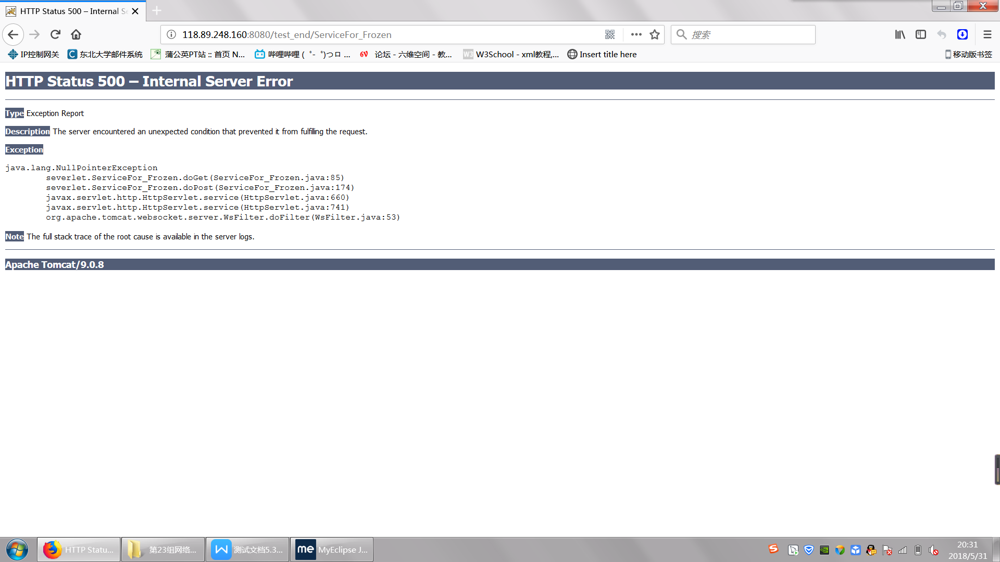 HTTP Status 500 – Internal Se
118.89.248.160:8080/test_end/ServiceFor_Frozen
搜索
IP控制网关
东北大学邮件系统
蒲公英PT站 :: 首页 N...
哔哩哔哩 ( ゜- ゜)つロ ...
6V
论坛 - 六维空间 - 教...
W3
W3School - xml教程,...
Insert title here
移动版书签
HTTP Status 500 – Internal Server Error
Type Exception Report
Description The server encountered an unexpected condition that prevented it from fulfilling the request.
Exception
java.lang.NullPointerException
severlet.ServiceFor_Frozen.doGet(ServiceFor_Frozen.java:85)
severlet.ServiceFor_Frozen.doPost(ServiceFor_Frozen.java:174)
javax.servlet.http.HttpServlet.service(HttpServlet.java:660)
javax.servlet.http.HttpServlet.service(HttpServlet.java:741)
org.apache.tomcat.websocket.server.WsFilter.doFilter(WsFilter.java:53)
Note The full stack trace of the root cause is available in the server logs.
Apache Tomcat/9.0.8
HTTP Statu...
第23组网络...
测试文档5.3...
me
MyEclipse J...
20:31
2018/5/31